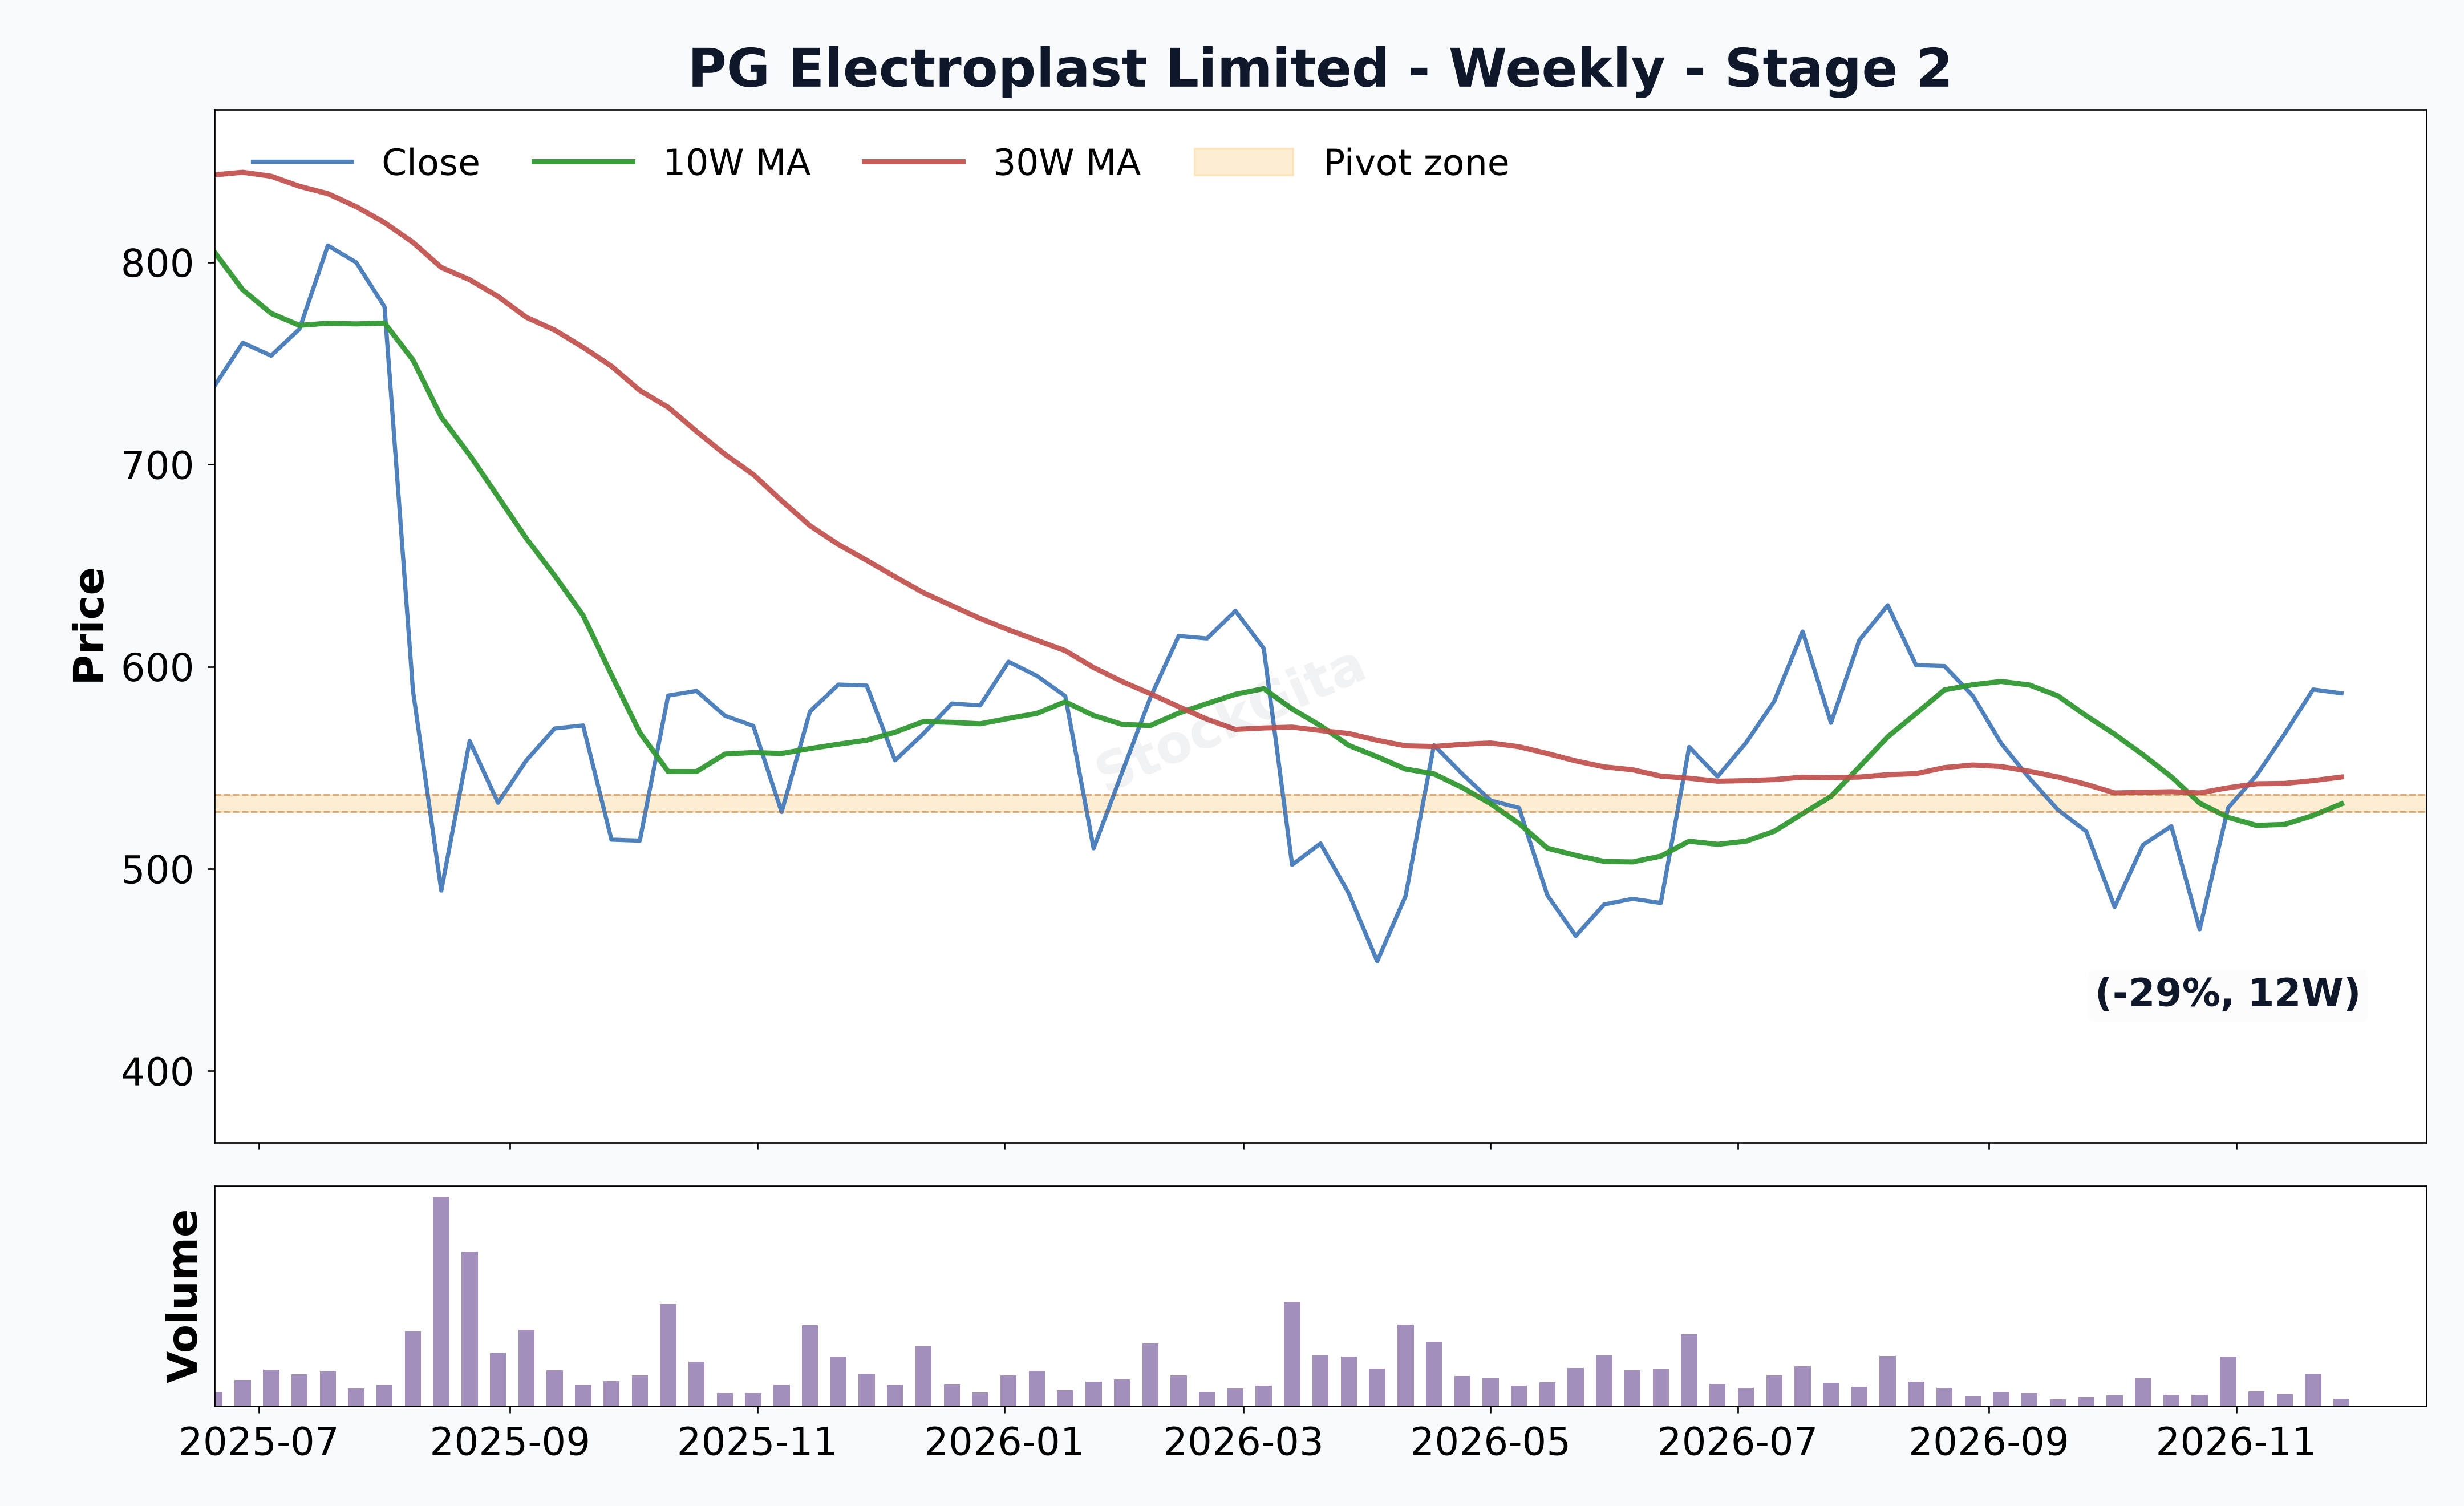 PG Electroplast Limited - Weekly - Stage 2
Close 10W MA 30W MA Pivot zone
Price
800
700
600
500
400
StockGita
(-29%, 12W)
Volume
2025-07 2025-09 2025-11 2026-01 2026-03 2026-05 2026-07 2026-09 2026-11